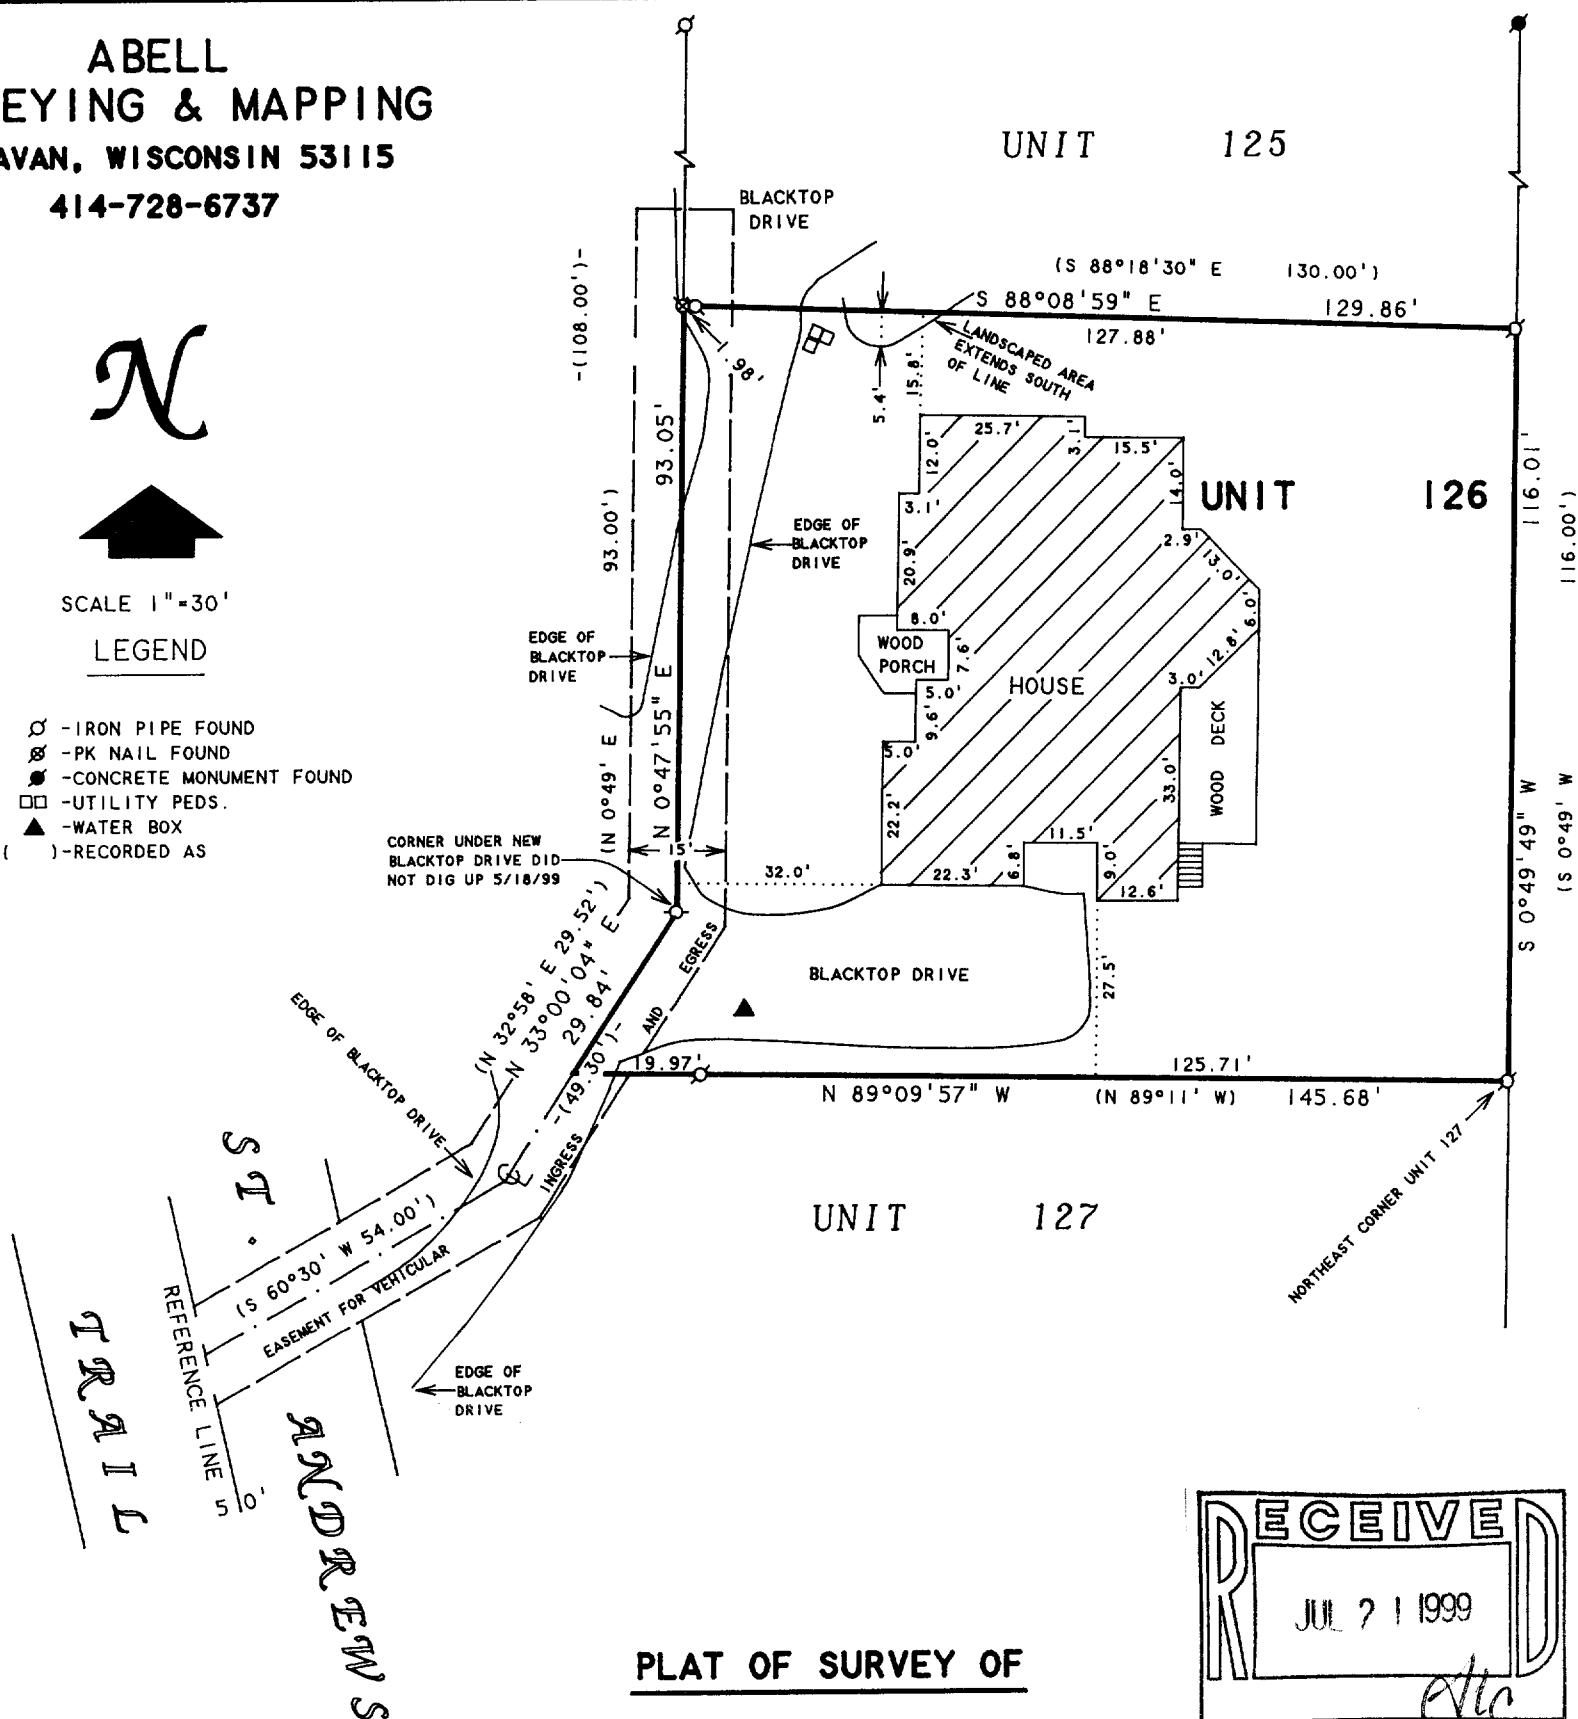 ABELL
EYING & MAPPING
AVAN, WISCONSIN 53115
414-728-6737
N
SCALE 1"=30'
LEGEND
-IRON PIPE FOUND
-PK NAIL FOUND
-CONCRETE MONUMENT FOUND
-UTILITY PEDS.
-WATER BOX
( )-RECORDED AS
UNIT 125
BLACKTOP
DRIVE
-(108.00')-
(S 88°18'30" E 130.00')
S 88°08'59" E 129.86'
127.88'
1.98'
LANDSCAPED AREA
EXTENDS SOUTH
OF LINE
5.4'
15.8'
93.05'
93.00')
25.7'
3.1'
15.5'
12.0'
14.0'
3.1'
UNIT 126
116.01'
116.00')
EDGE OF
BLACKTOP
DRIVE
20.9'
2.9'
13.0'
6.0'
8.0'
WOOD
PORCH
7.6'
12.8'
EDGE OF
BLACKTOP
DRIVE
HOUSE
3.0'
5.0'
9.6'
5.0'
WOOD DECK
33.0'
22.2'
N 0°47'55" E
(N 0°49' E
S 0°49'49" W
(S 0°49' W
CORNER UNDER NEW
BLACKTOP DRIVE DID
NOT DIG UP 5/18/99
15'
32.0'
22.3'
6.8'
11.5'
9.0'
12.6'
(N 32°58' E 29.52')
N 33°00'04" E
29.84'
-(49.30')-
INGRESS AND EGRESS
BLACKTOP DRIVE
27.5'
19.97'
125.71'
N 89°09'57" W (N 89°11' W) 145.68'
EDGE OF BLACKTOP DRIVE
NORTHEAST CORNER UNIT 127
UNIT 127
(S 60°30' W 54.00')
EASEMENT FOR VEHICULAR
REFERENCE LINE
50'
EDGE OF
BLACKTOP
DRIVE
ST. ANDREWS
TRAIL
RECEIVED
JUL 21 1999
PLAT OF SURVEY OF